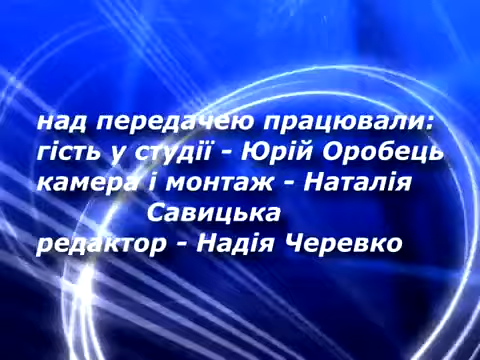 над передачею працювали:
гість у студії - Юрій Оробець
камера і монтаж - Наталія
Савицька
редактор - Надія Черевко